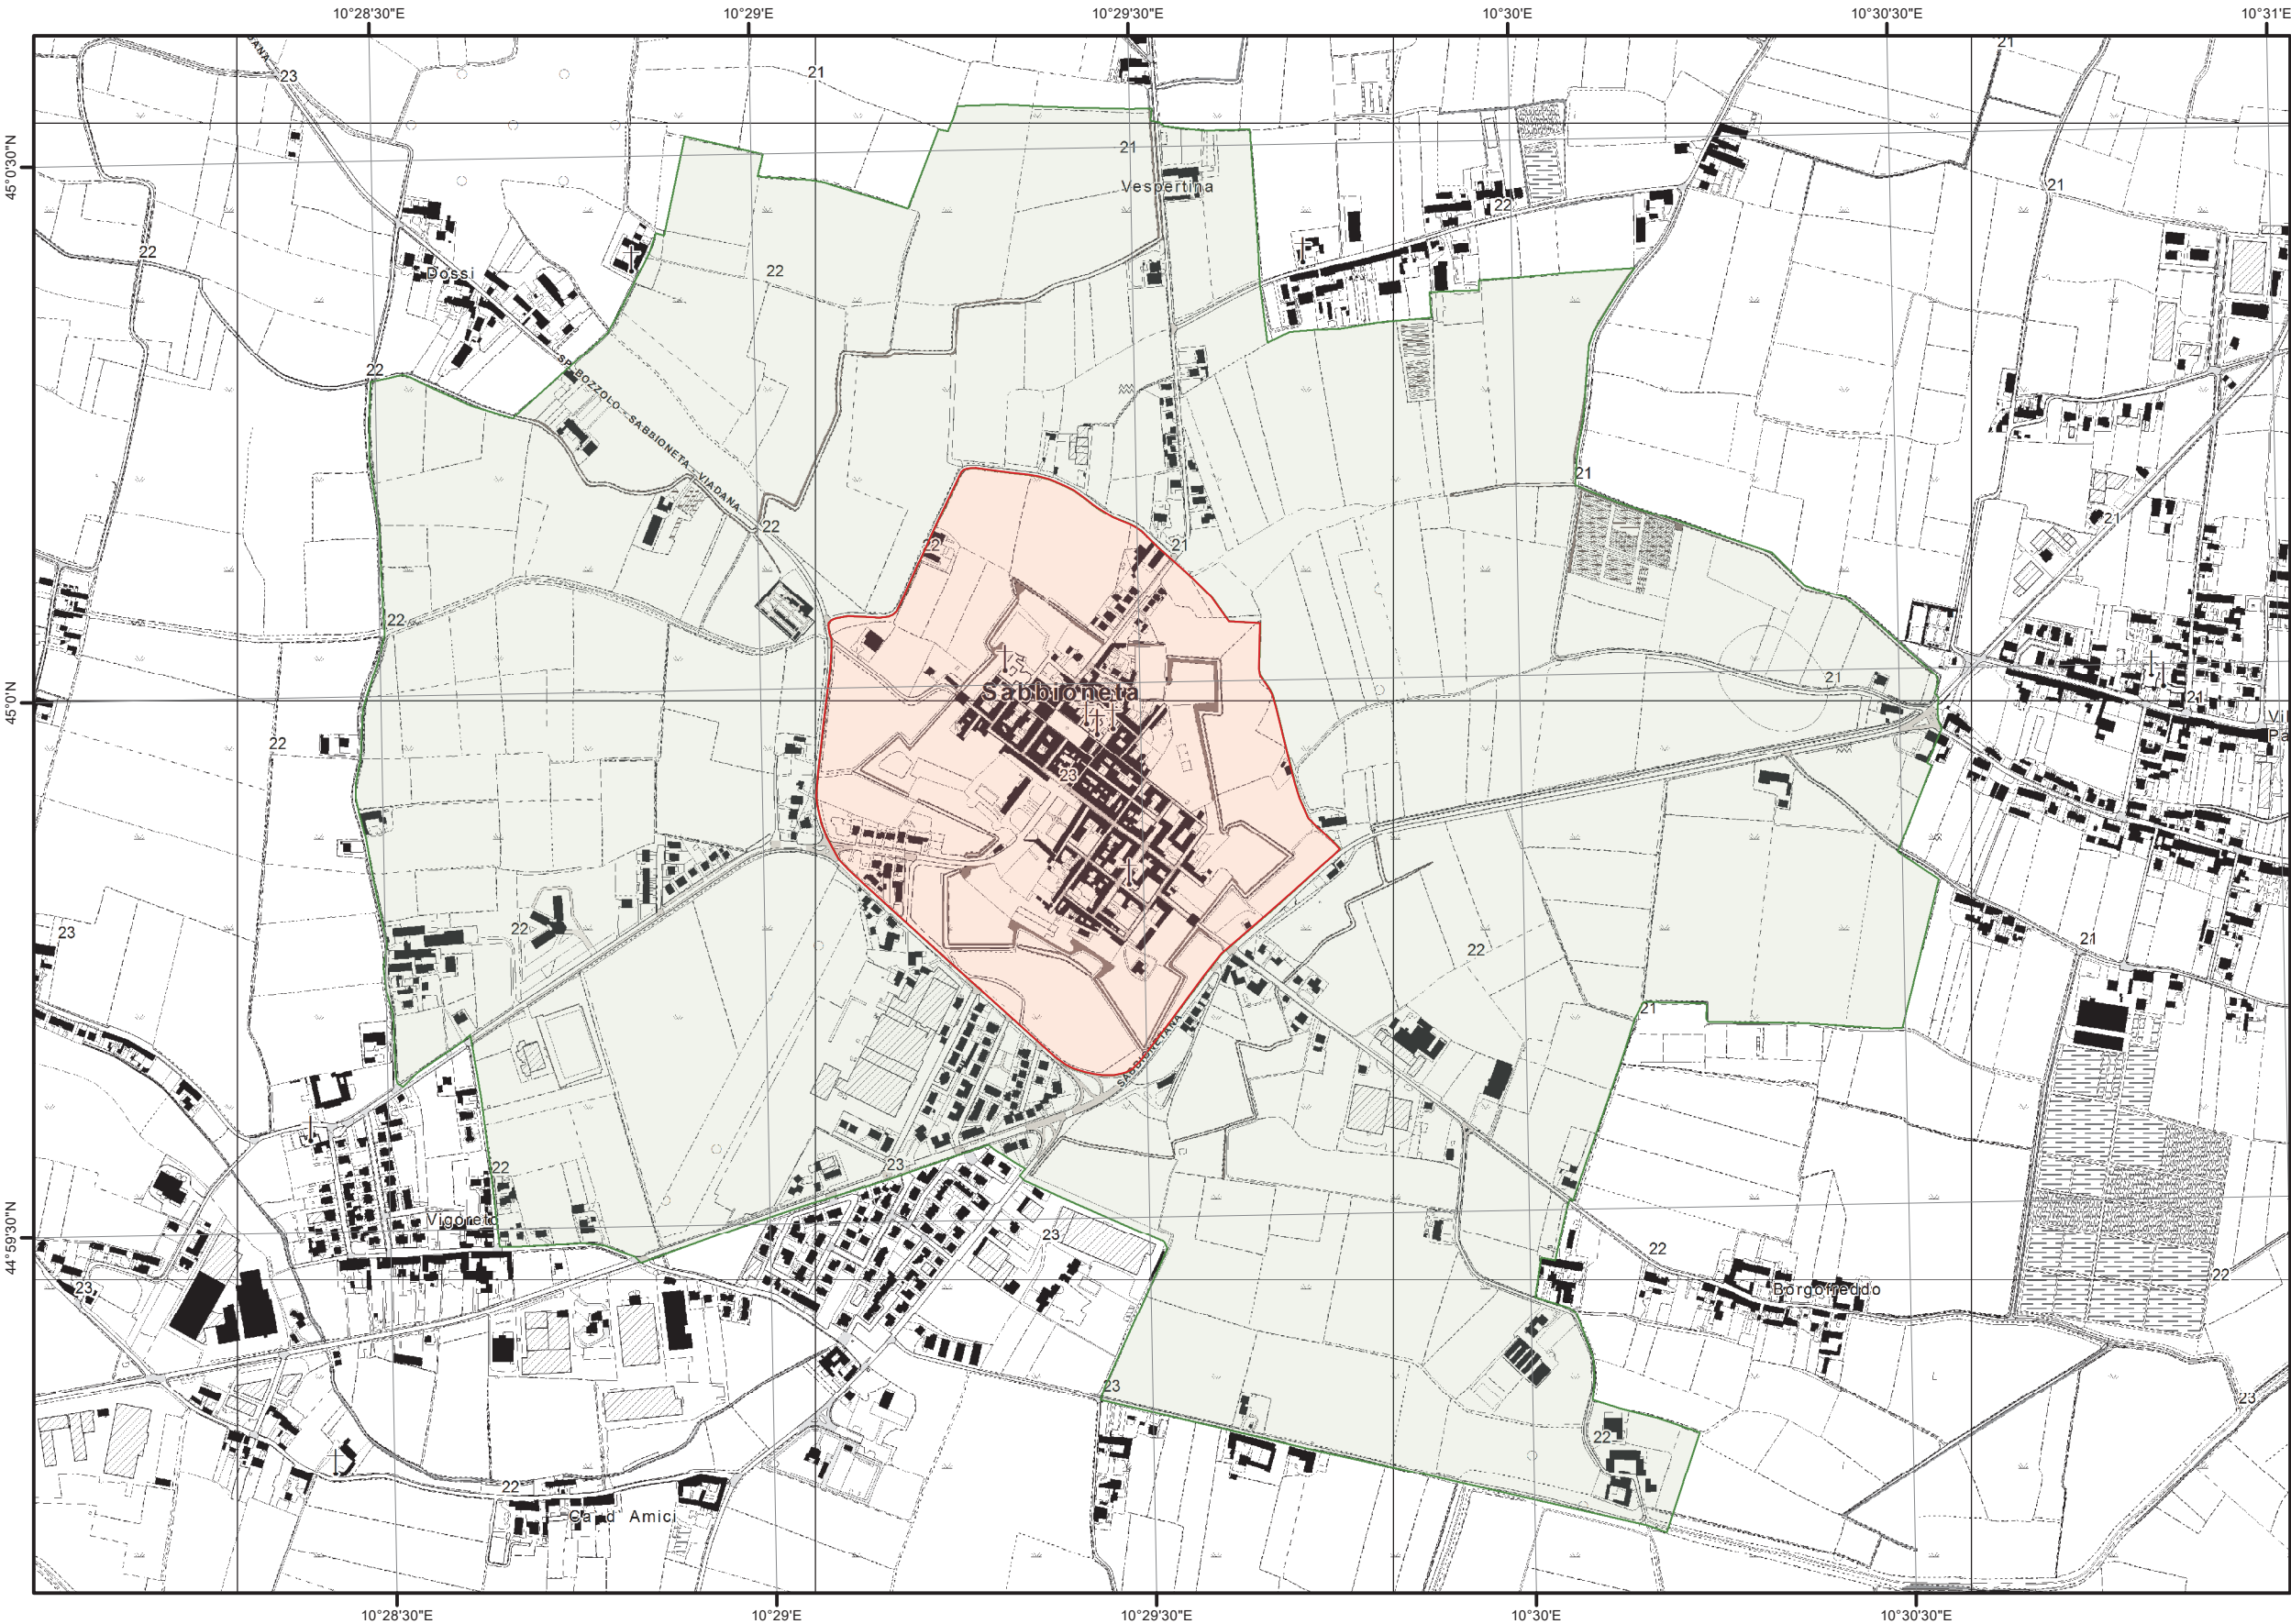 10°28'30"E
10°29'E
10°29'30"E
10°30'E
10°30'30"E
10°31'E
21
23
21
45°0'30"N
21
Vespertina
21
22
22
22
Dossi
22
SP. BOZZOLO - SABBIONETA - VIADANA
21
21
22
22
21
22
21
45°0'N
Sabbioneta
21
22
23
22
23
22
21
21
SABBIONETANA
23
22
44°59'30"N
Vigoreto
23
22
22
23
Borgofreddo
23
23
22
22
Ca d' Amici
10°28'30"E
10°29'E
10°29'30"E
10°30'E
10°30'30"E